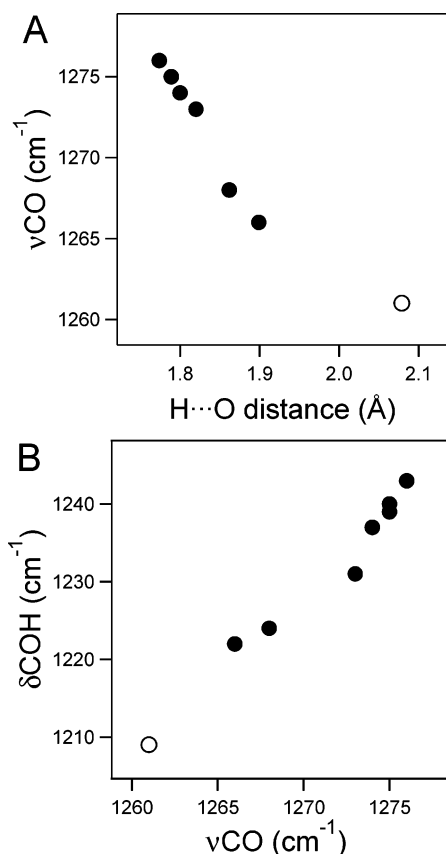 A
νCO (cm⁻¹)
1275
1270
1265
1260
1.8 1.9 2.0 2.1
H⋯O distance (Å)
B
δCOH (cm⁻¹)
1240
1230
1220
1210
1260 1265 1270 1275
νCO (cm⁻¹)